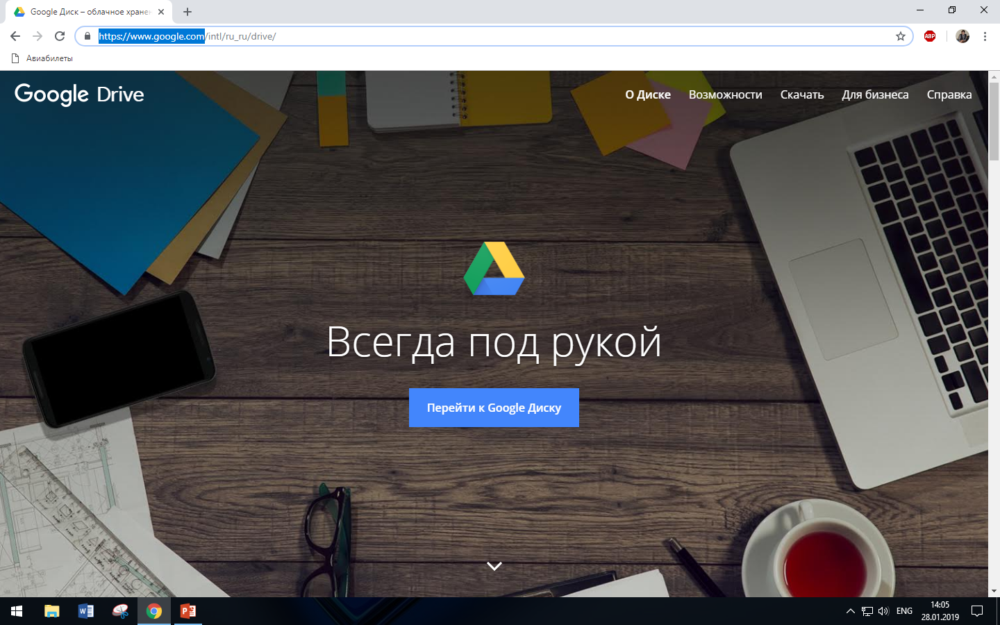 Google Диск – облачное хранен
https://www.google.com/intl/ru_ru/drive/
ABP
Авиабилеты
Google Drive
О Диске Возможности Скачать Для бизнеса Справка
Всегда под рукой
Перейти к Google Диску
ENG
14:05
28.01.2019